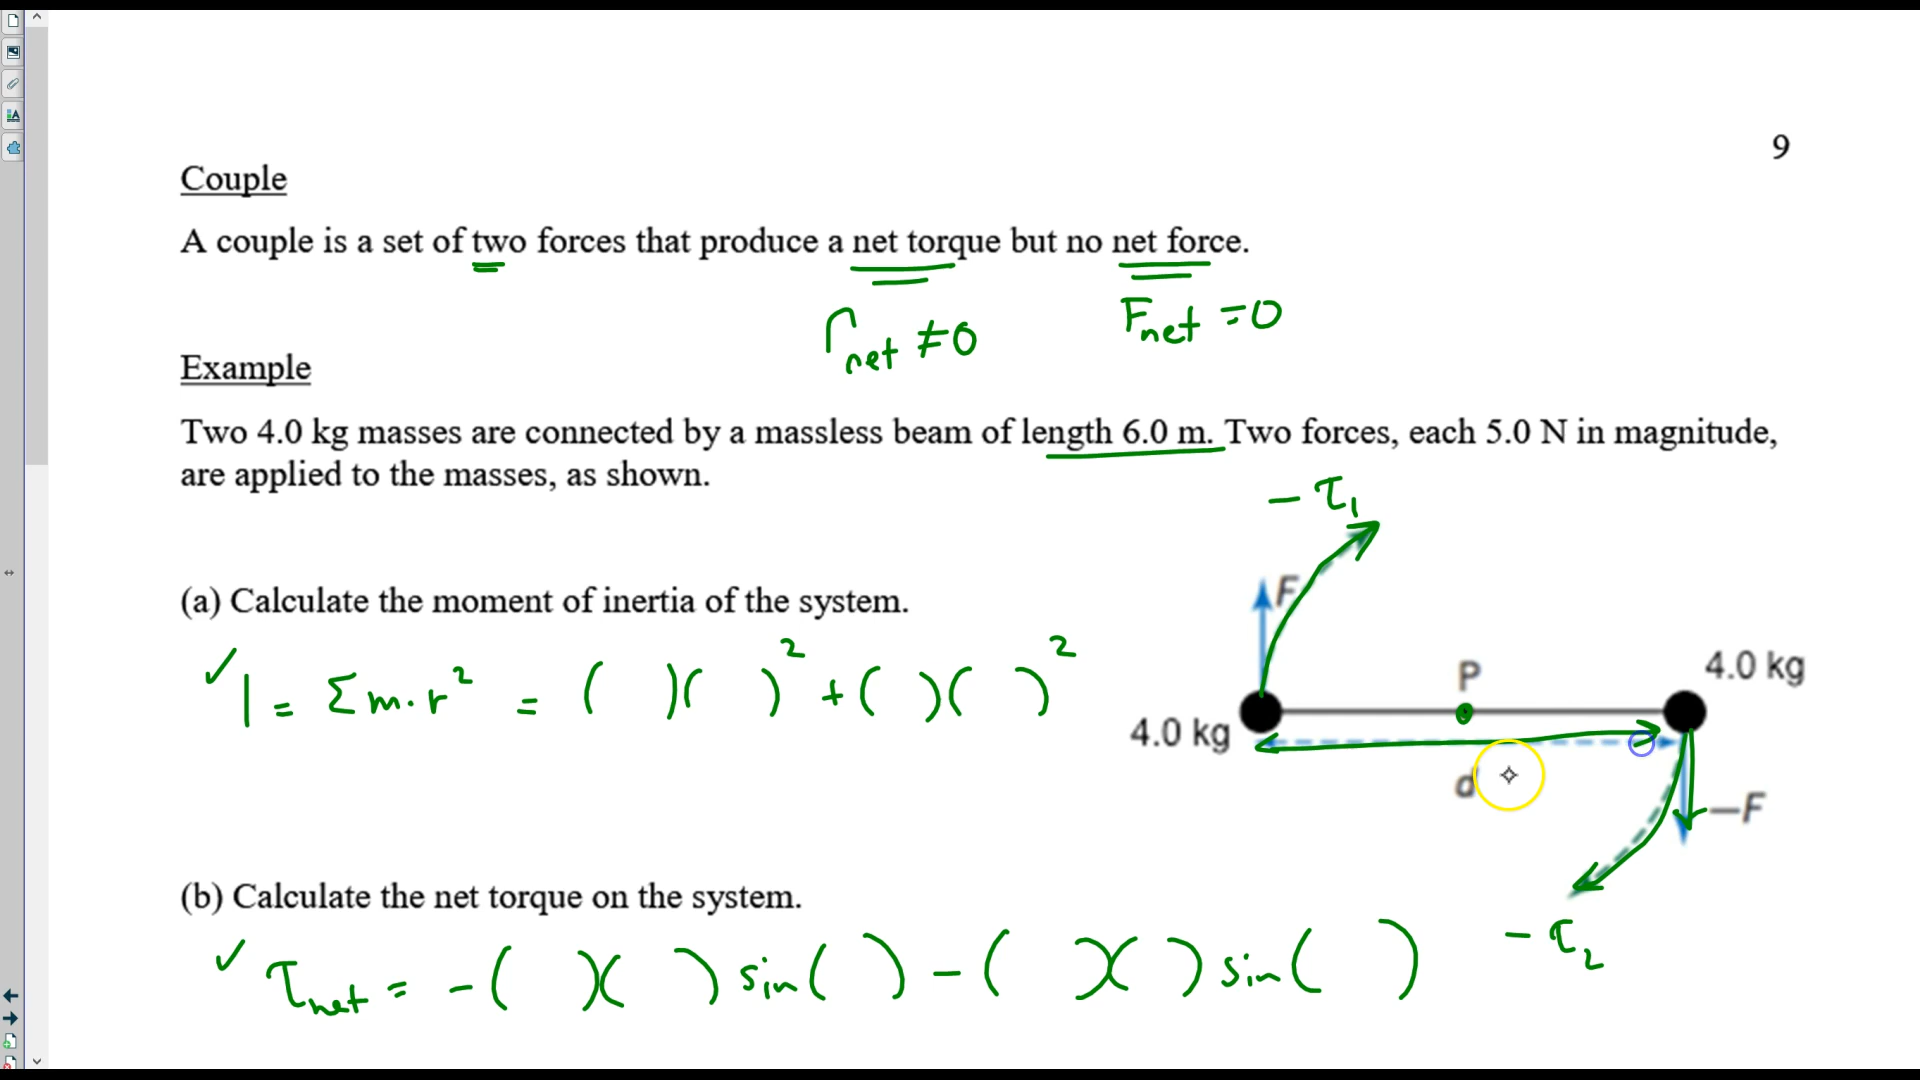 9
Couple
A couple is a set of two forces that produce a net torque but no net force.
τnet ≠0
Fnet =0
Example
Two 4.0 kg masses are connected by a massless beam of length 6.0 m. Two forces, each 5.0 N in magnitude,
are applied to the masses, as shown.
- τ₁
F
(a) Calculate the moment of inertia of the system.
✓ I = Σm·r² = ( )( )² + ( )( )²
P
4.0 kg
4.0 kg
d
–F
(b) Calculate the net torque on the system.
✓ τnet = -( )( ) sin( ) - ( )( ) sin( )
- τ₂